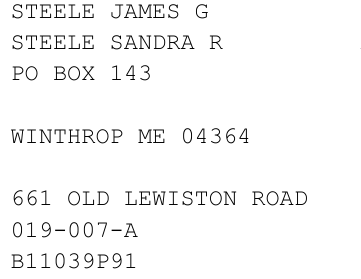 STEELE JAMES G
STEELE SANDRA R
PO BOX 143
WINTHROP ME 04364
661 OLD LEWISTON ROAD
019-007-A
B11039P91